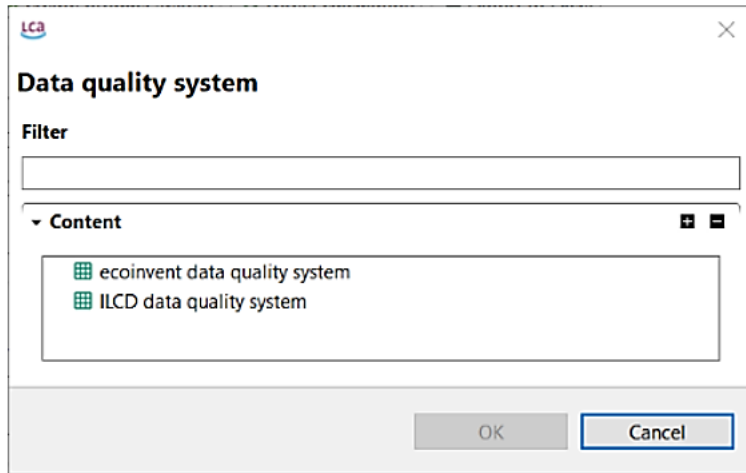 LCA
Data quality system
Filter
Content
ecoinvent data quality system
ILCD data quality system
OK
Cancel